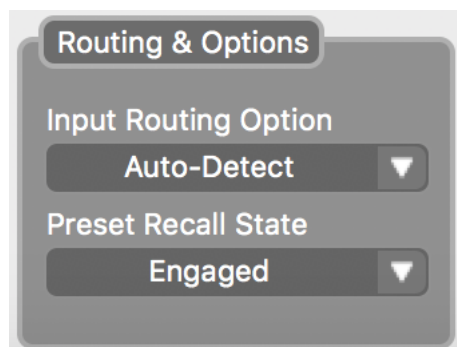 Routing & Options
Input Routing Option
Auto-Detect
Preset Recall State
Engaged